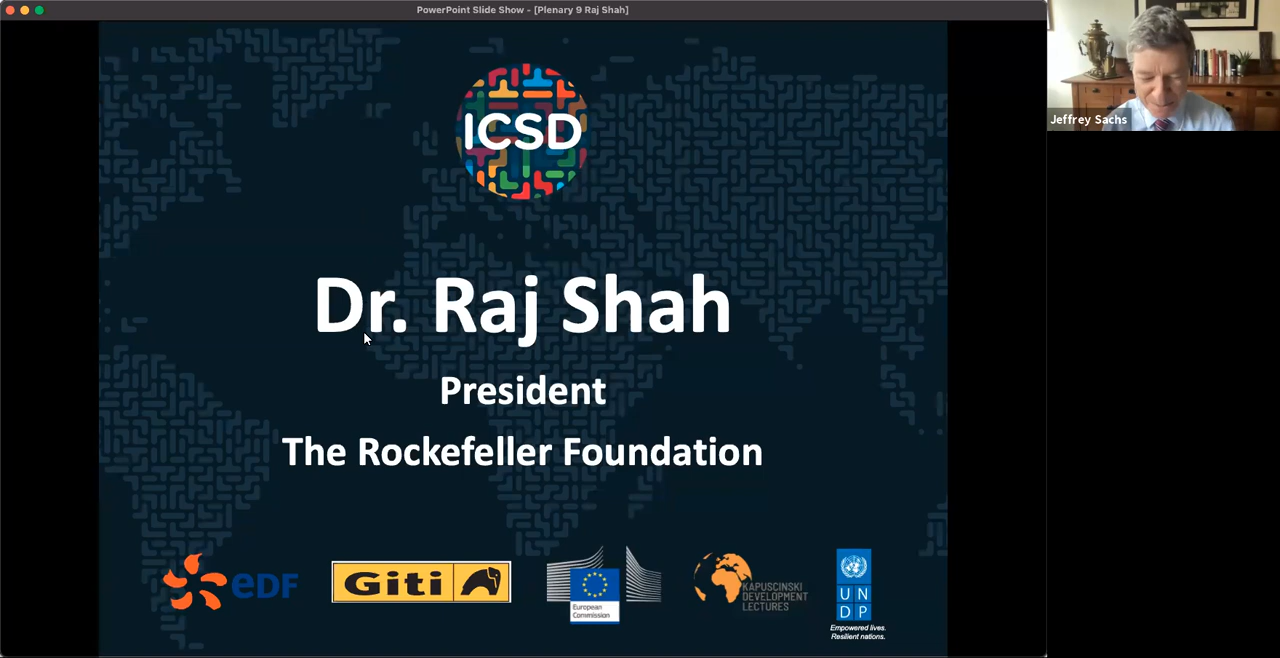 PowerPoint Slide Show - [Plenary 9 Raj Shah]
Jeffrey Sachs
ICSD
Dr. Raj Shah
President
The Rockefeller Foundation
eDF
Giti
European
Commission
KAPUSCINSKI
DEVELOPMENT
LECTURES
U N
D P
Empowered lives.
Resilient nations.